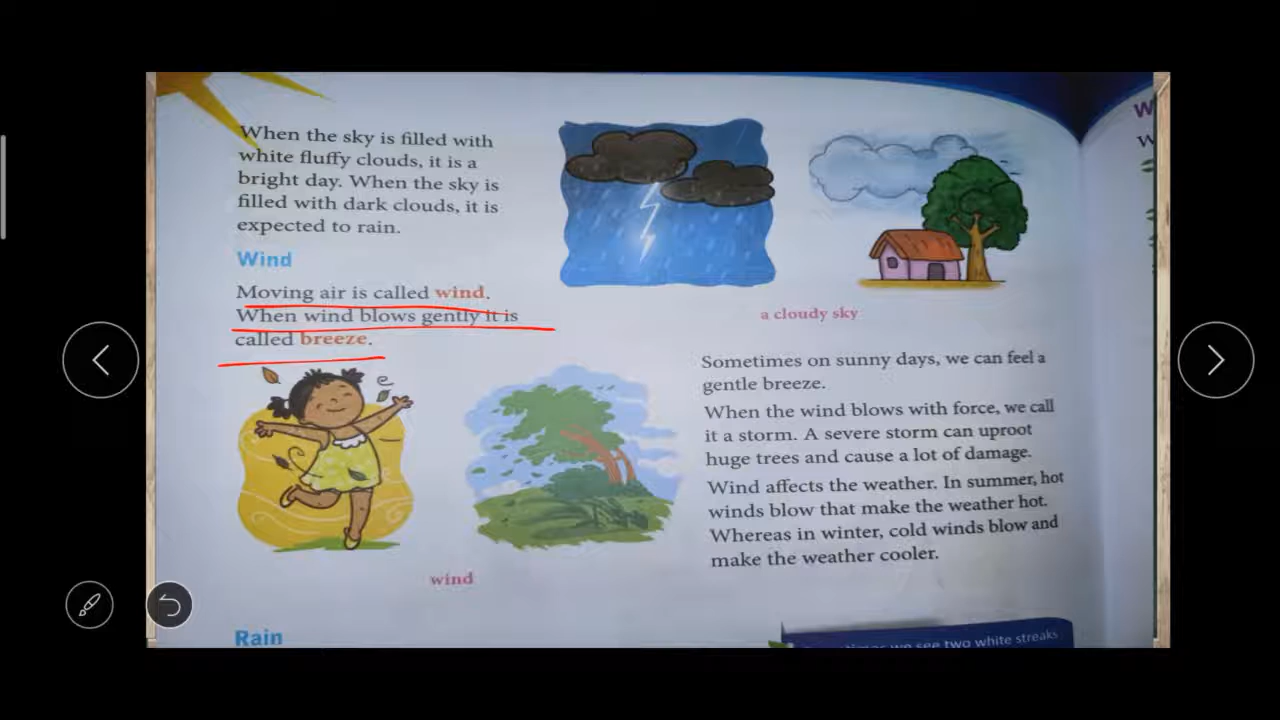 When the sky is filled with
white fluffy clouds, it is a
bright day. When the sky is
filled with dark clouds, it is
expected to rain.
Wind
Moving air is called wind.
When wind blows gently it is
called breeze.
a cloudy sky
Sometimes on sunny days, we can feel a
gentle breeze.
When the wind blows with force, we call
it a storm. A severe storm can uproot
huge trees and cause a lot of damage.
Wind affects the weather. In summer, hot
winds blow that make the weather hot.
Whereas in winter, cold winds blow and
make the weather cooler.
wind
Rain
we see two white streaks